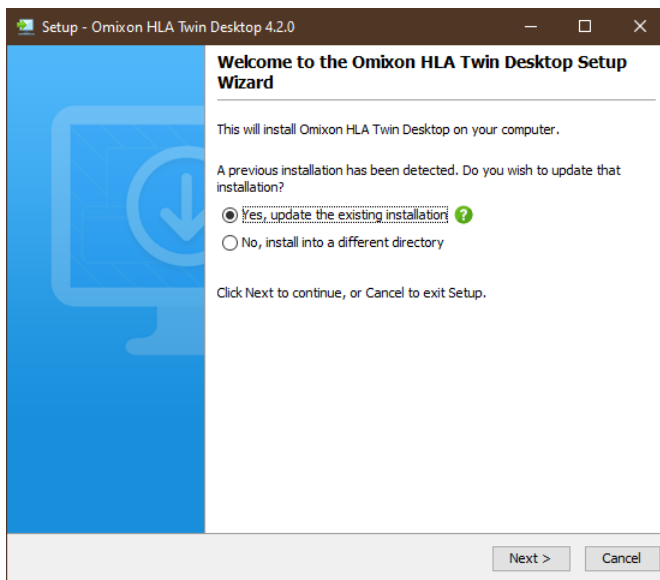 Setup - Omixon HLA Twin Desktop 4.2.0
Welcome to the Omixon HLA Twin Desktop Setup
Wizard
This will install Omixon HLA Twin Desktop on your computer.
A previous installation has been detected. Do you wish to update that
installation?
Yes, update the existing installation ?
No, install into a different directory
Click Next to continue, or Cancel to exit Setup.
Next > Cancel